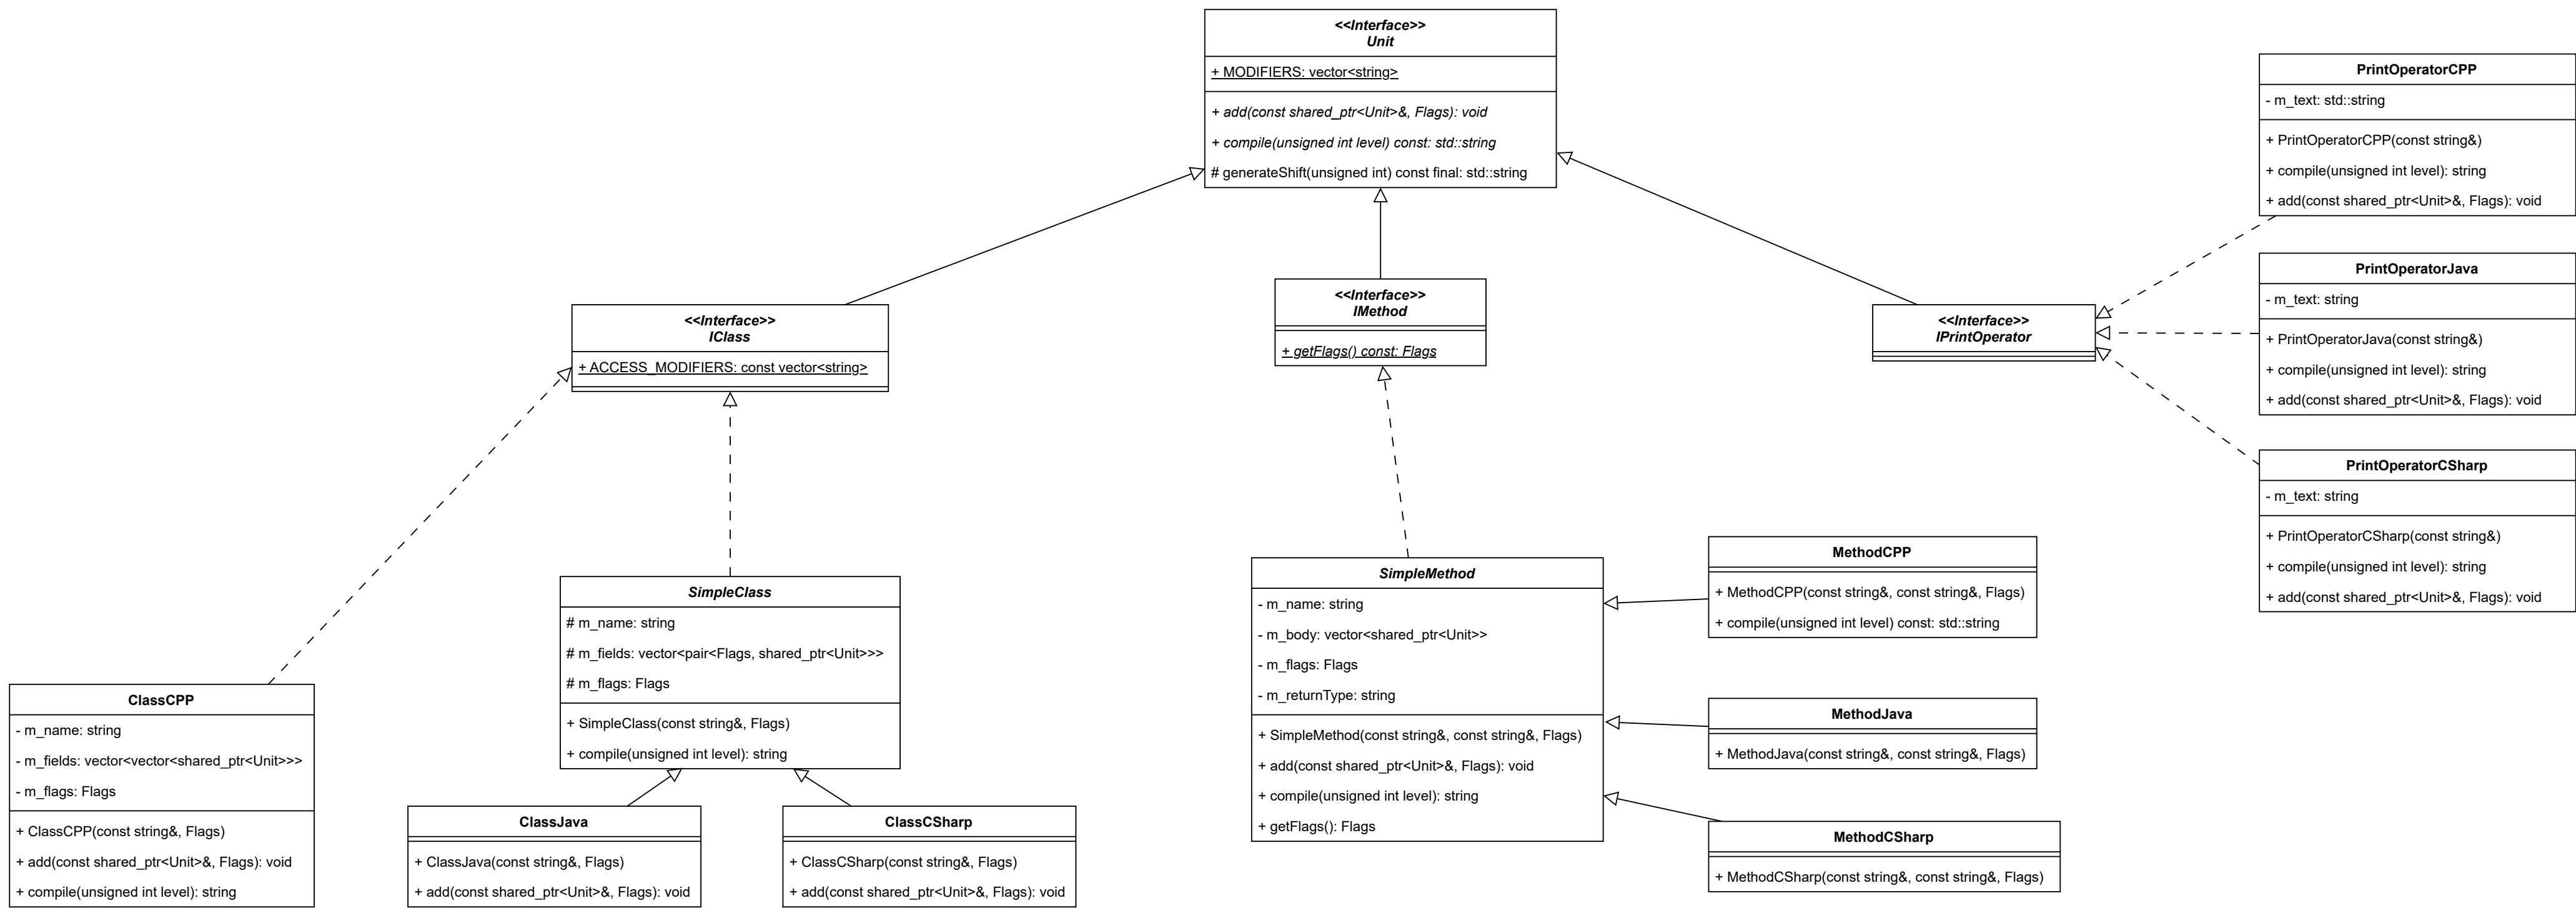 <<Interface>>
Unit
+ MODIFIERS: vector<string>
+ add(const shared_ptr<Unit>&, Flags): void
+ compile(unsigned int level) const: std::string
# generateShift(unsigned int) const final: std::string
PrintOperatorCPP
- m_text: std::string
+ PrintOperatorCPP(const string&)
+ compile(unsigned int level): string
+ add(const shared_ptr<Unit>&, Flags): void
PrintOperatorJava
- m_text: string
+ PrintOperatorJava(const string&)
+ compile(unsigned int level): string
+ add(const shared_ptr<Unit>&, Flags): void
<<Interface>>
IClass
+ ACCESS_MODIFIERS: const vector<string>
<<Interface>>
IMethod
+ getFlags() const: Flags
<<Interface>>
IPrintOperator
PrintOperatorCSharp
- m_text: string
+ PrintOperatorCSharp(const string&)
+ compile(unsigned int level): string
+ add(const shared_ptr<Unit>&, Flags): void
ClassCPP
- m_name: string
- m_fields: vector<vector<shared_ptr<Unit>>>
- m_flags: Flags
+ ClassCPP(const string&, Flags)
+ add(const shared_ptr<Unit>&, Flags): void
+ compile(unsigned int level): string
SimpleClass
# m_name: string
# m_fields: vector<pair<Flags, shared_ptr<Unit>>>
# m_flags: Flags
+ SimpleClass(const string&, Flags)
+ compile(unsigned int level): string
ClassJava
+ ClassJava(const string&, Flags)
+ add(const shared_ptr<Unit>&, Flags): void
ClassCSharp
+ ClassCSharp(const string&, Flags)
+ add(const shared_ptr<Unit>&, Flags): void
SimpleMethod
- m_name: string
- m_body: vector<shared_ptr<Unit>>
- m_flags: Flags
- m_returnType: string
+ SimpleMethod(const string&, const string&, Flags)
+ add(const shared_ptr<Unit>&, Flags): void
+ compile(unsigned int level): string
+ getFlags(): Flags
MethodCPP
+ MethodCPP(const string&, const string&, Flags)
+ compile(unsigned int level) const: std::string
MethodJava
+ MethodJava(const string&, const string&, Flags)
MethodCSharp
+ MethodCSharp(const string&, const string&, Flags)